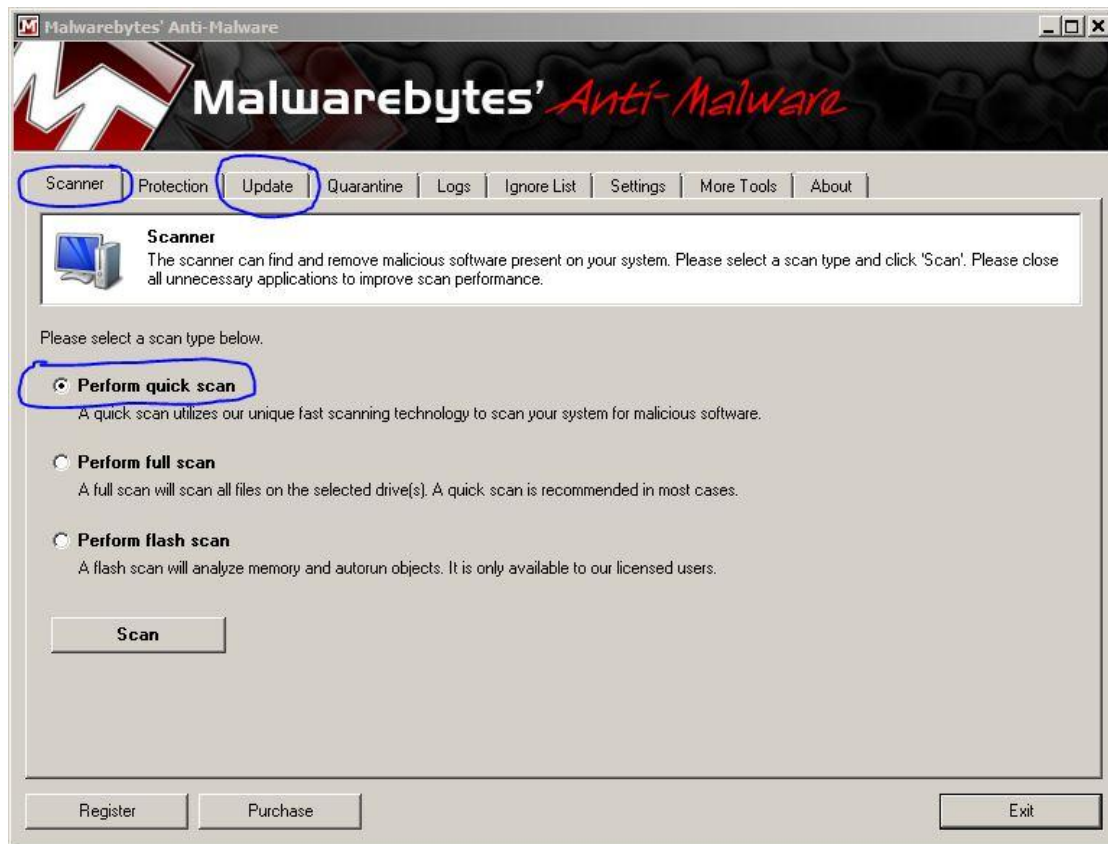 Malwarebytes' Anti-Malware
Malwarebytes' Anti-Malware
Scanner Protection Update Quarantine Logs Ignore List Settings More Tools About
Scanner
The scanner can find and remove malicious software present on your system. Please select a scan type and click 'Scan'. Please close
all unnecessary applications to improve scan performance.
Please select a scan type below.
Perform quick scan
A quick scan utilizes our unique fast scanning technology to scan your system for malicious software.
Perform full scan
A full scan will scan all files on the selected drive(s). A quick scan is recommended in most cases.
Perform flash scan
A flash scan will analyze memory and autorun objects. It is only available to our licensed users.
Scan
Register Purchase Exit